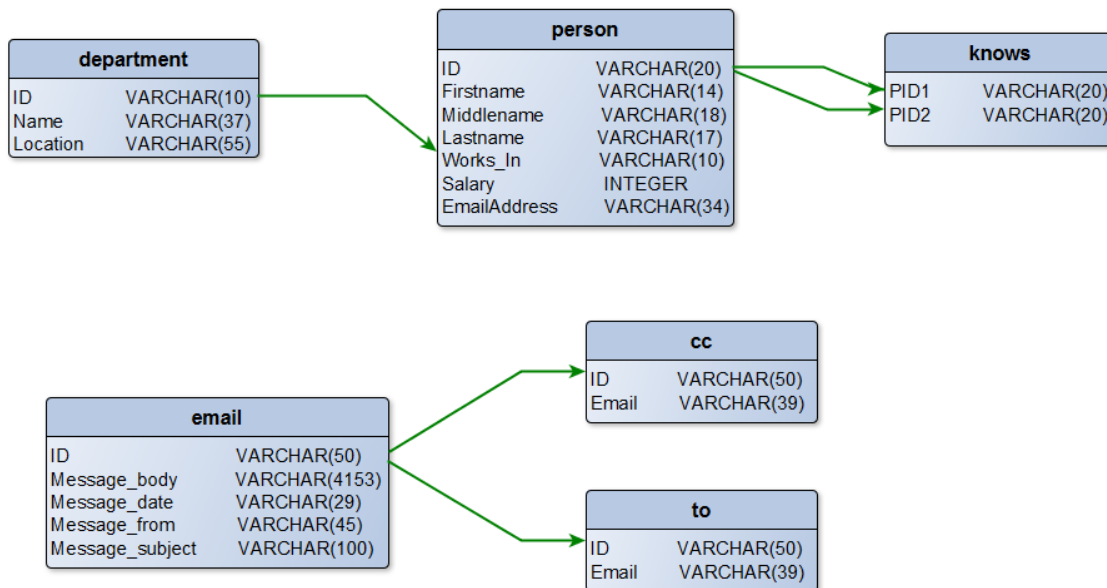 department
ID VARCHAR(10)
Name VARCHAR(37)
Location VARCHAR(55)
person
ID VARCHAR(20)
Firstname VARCHAR(14)
Middlename VARCHAR(18)
Lastname VARCHAR(17)
Works_In VARCHAR(10)
Salary INTEGER
EmailAddress VARCHAR(34)
knows
PID1 VARCHAR(20)
PID2 VARCHAR(20)
email
ID VARCHAR(50)
Message_body VARCHAR(4153)
Message_date VARCHAR(29)
Message_from VARCHAR(45)
Message_subject VARCHAR(100)
cc
ID VARCHAR(50)
Email VARCHAR(39)
to
ID VARCHAR(50)
Email VARCHAR(39)